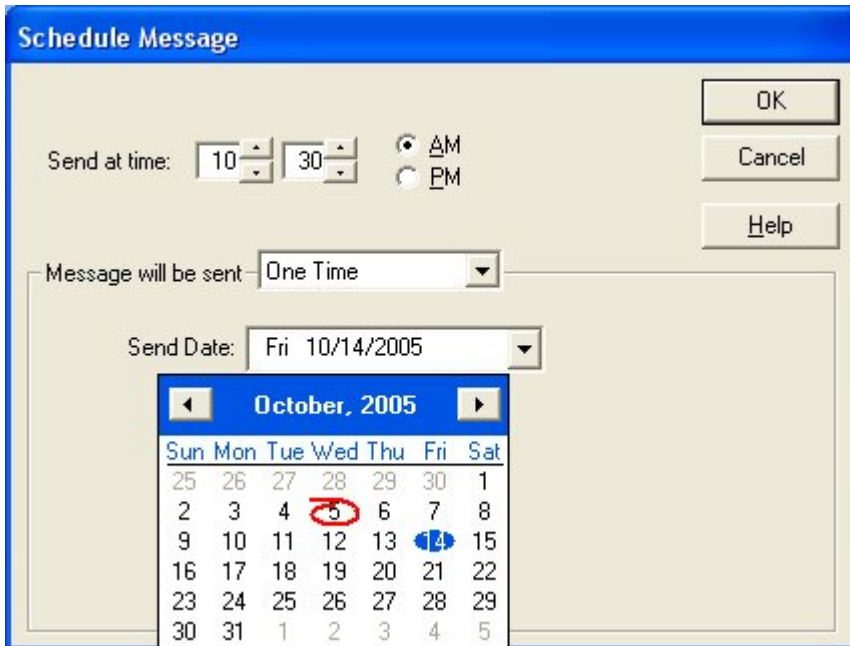 Schedule Message
OK
Send at time: 10 30 AM
PM
Cancel
Help
Message will be sent One Time
Send Date: Fri 10/14/2005
October, 2005
Sun Mon Tue Wed Thu Fri Sat
25 26 27 28 29 30 1
2 3 4 5 6 7 8
9 10 11 12 13 14 15
16 17 18 19 20 21 22
23 24 25 26 27 28 29
30 31 1 2 3 4 5